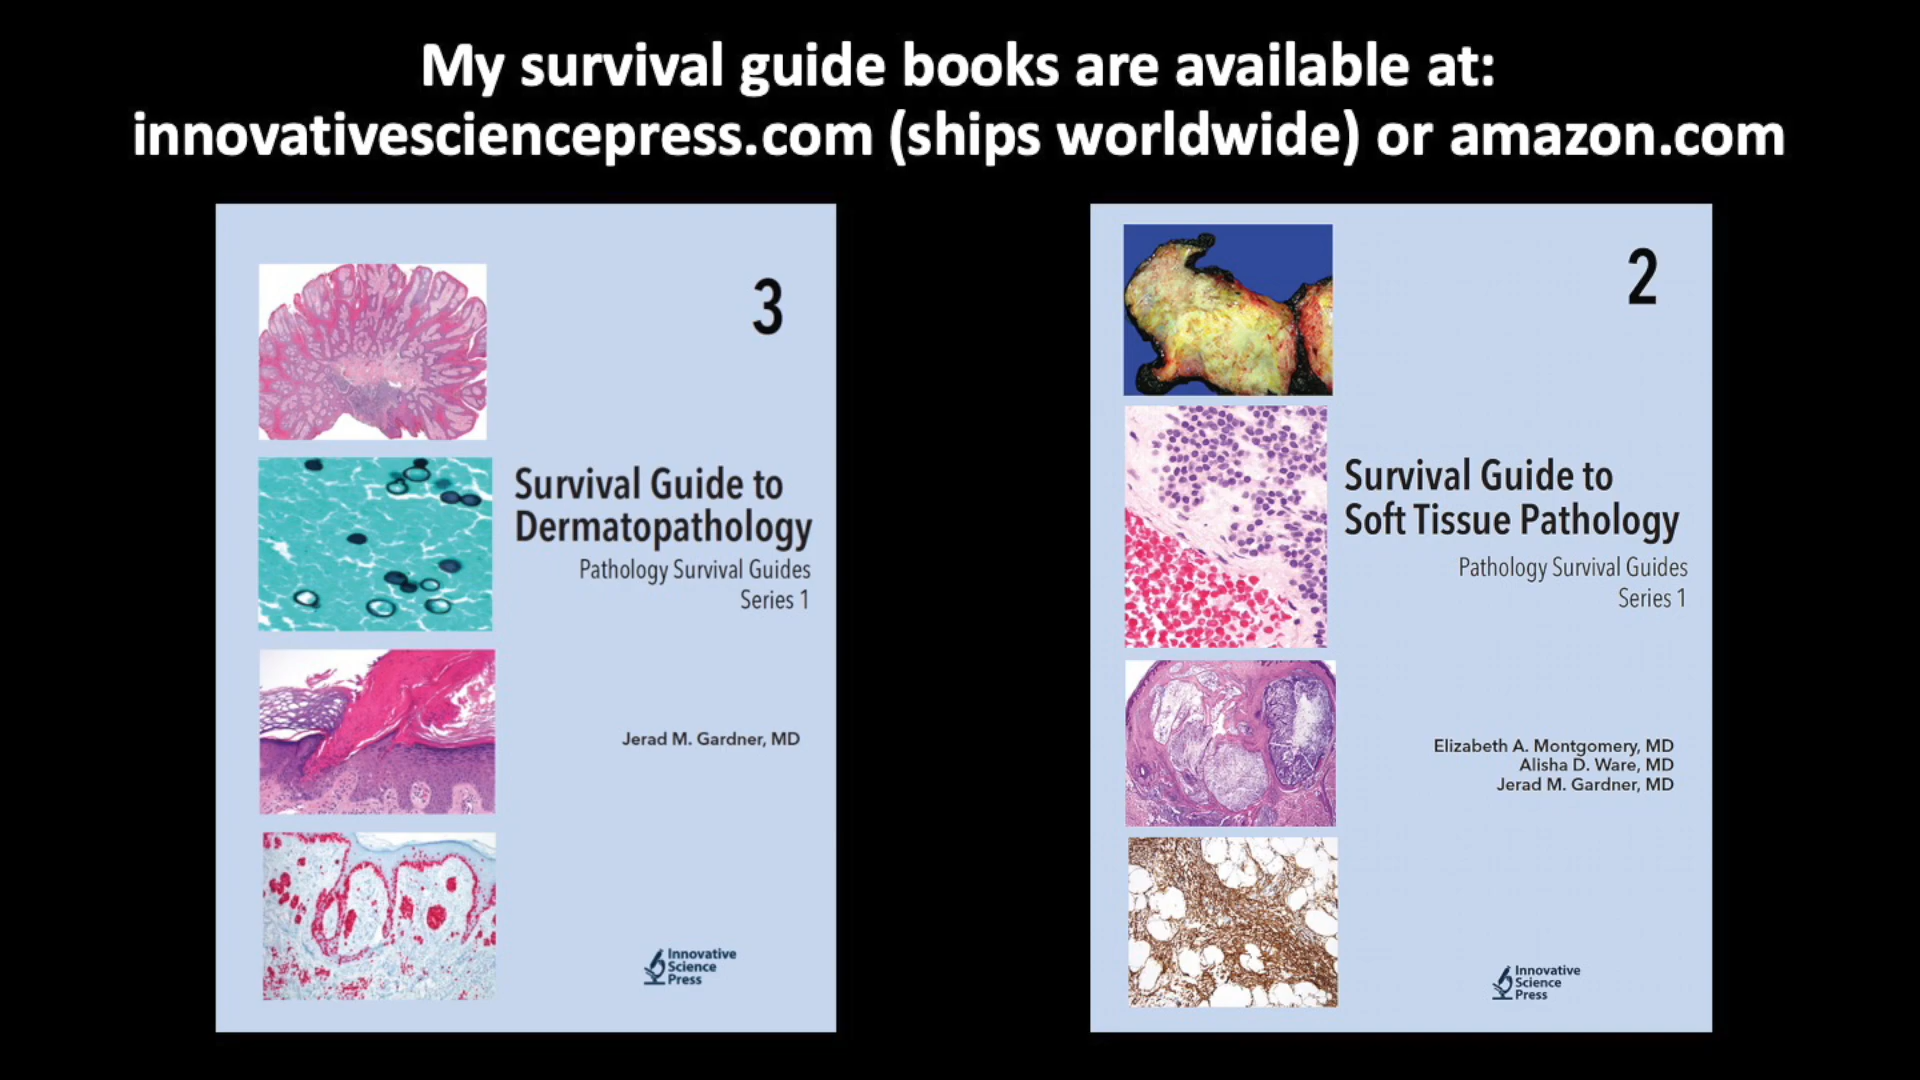 My survival guide books are available at:
innovativesciencepress.com (ships worldwide) or amazon.com
3
Survival Guide to
Dermatopathology
Pathology Survival Guides
Series 1
Jerad M. Gardner, MD
Innovative
Science
Press
2
Survival Guide to
Soft Tissue Pathology
Pathology Survival Guides
Series 1
Elizabeth A. Montgomery, MD
Alisha D. Ware, MD
Jerad M. Gardner, MD
Innovative
Science
Press